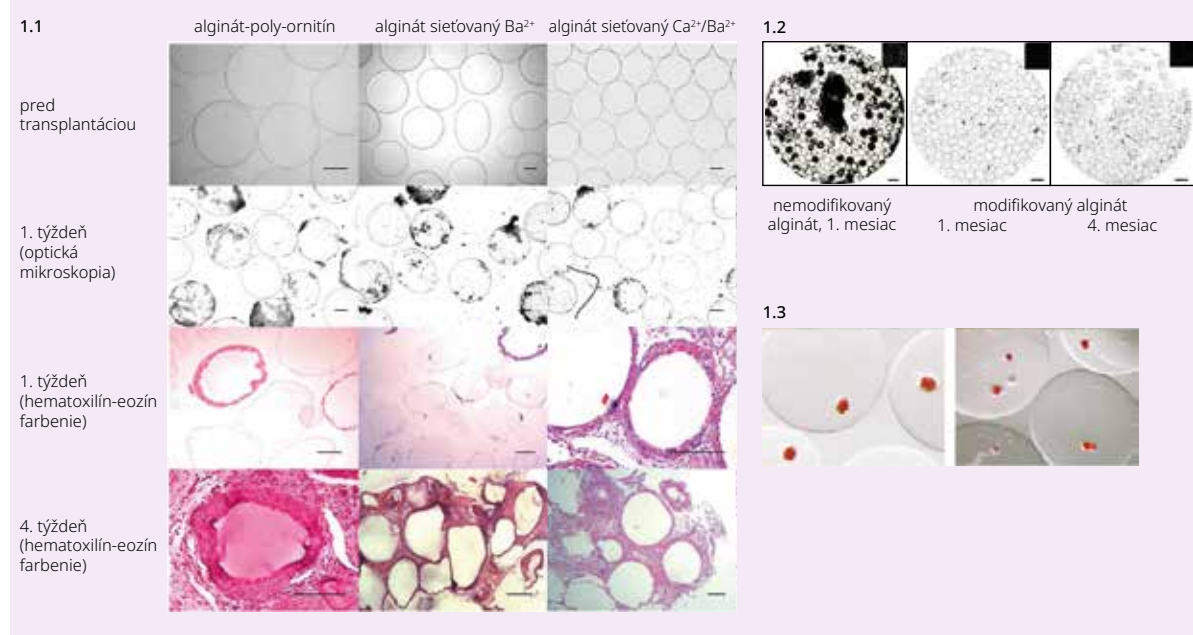 1.1
alginát-poly-ornitín alginát sieťovaný Ba²⁺ alginát sieťovaný Ca²⁺/Ba²⁺
pred
transplantáciou
1. týždeň
(optická
mikroskopia)
1. týždeň
(hematoxilín-eozín
farbenie)
4. týždeň
(hematoxilín-eozín
farbenie)
1.2
nemodifikovaný
alginát, 1. mesiac
modifikovaný alginát
1. mesiac 4. mesiac
1.3